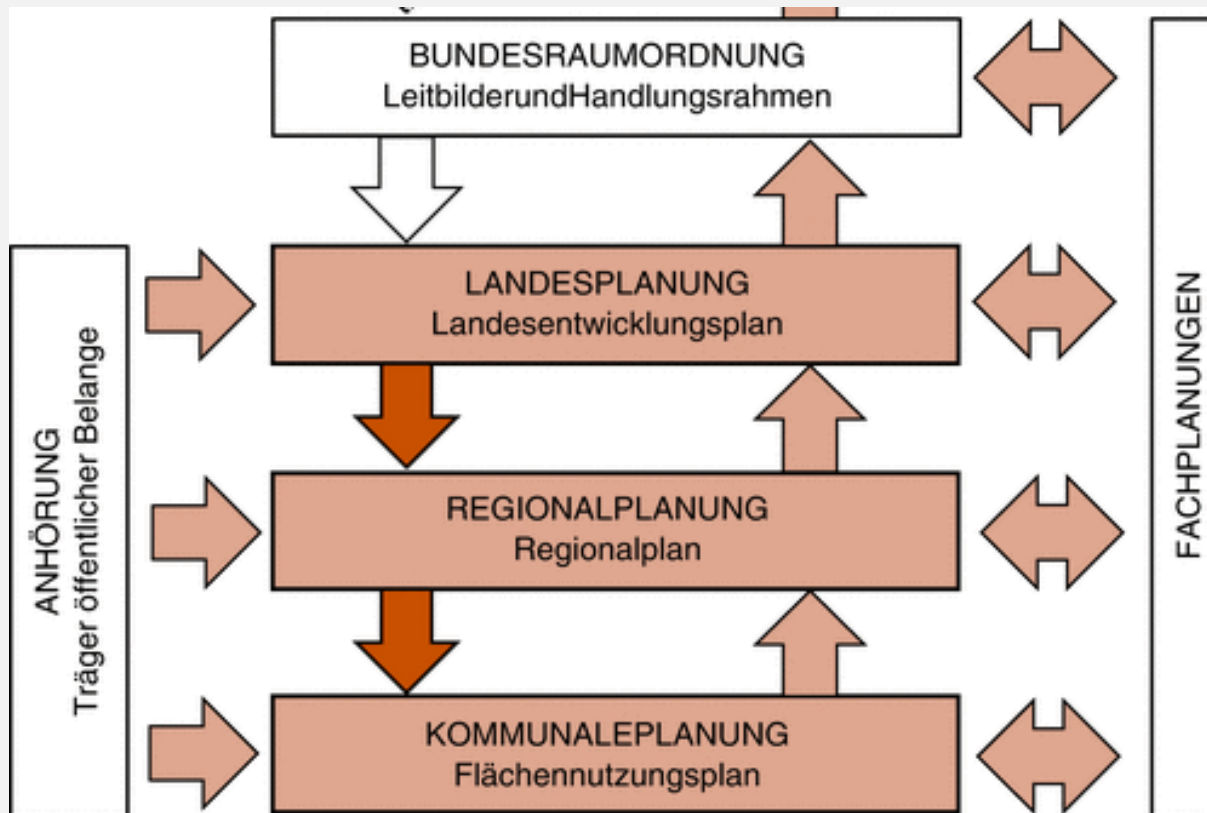 BUNDESRAUMORDNUNG
LeitbilderundHandlungsrahmen
LANDESPLANUNG
Landesentwicklungsplan
REGIONALPLANUNG
Regionalplan
KOMMUNALEPLANUNG
Flächennutzungsplan
ANHÖRUNG
Träger öffentlicher Belange
FACHPLANUNGEN